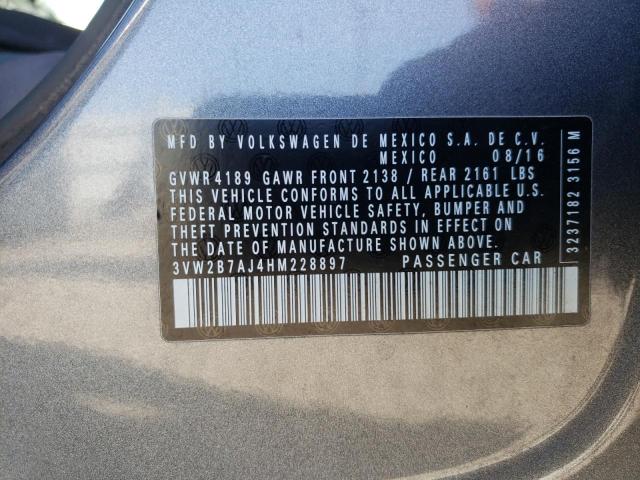 MFD BY VOLKSWAGEN DE MEXICO S.A. DE C.V.
MEXICO 08/16
GVWR 4189 GAWR FRONT 2138 / REAR 2161 LBS
THIS VEHICLE CONFORMS TO ALL APPLICABLE U.S.
FEDERAL MOTOR VEHICLE SAFETY, BUMPER AND
THEFT PREVENTION STANDARDS IN EFFECT ON
THE DATE OF MANUFACTURE SHOWN ABOVE.
3VW2B7AJ4HM228897 PASSENGER CAR
3237182 3156 M